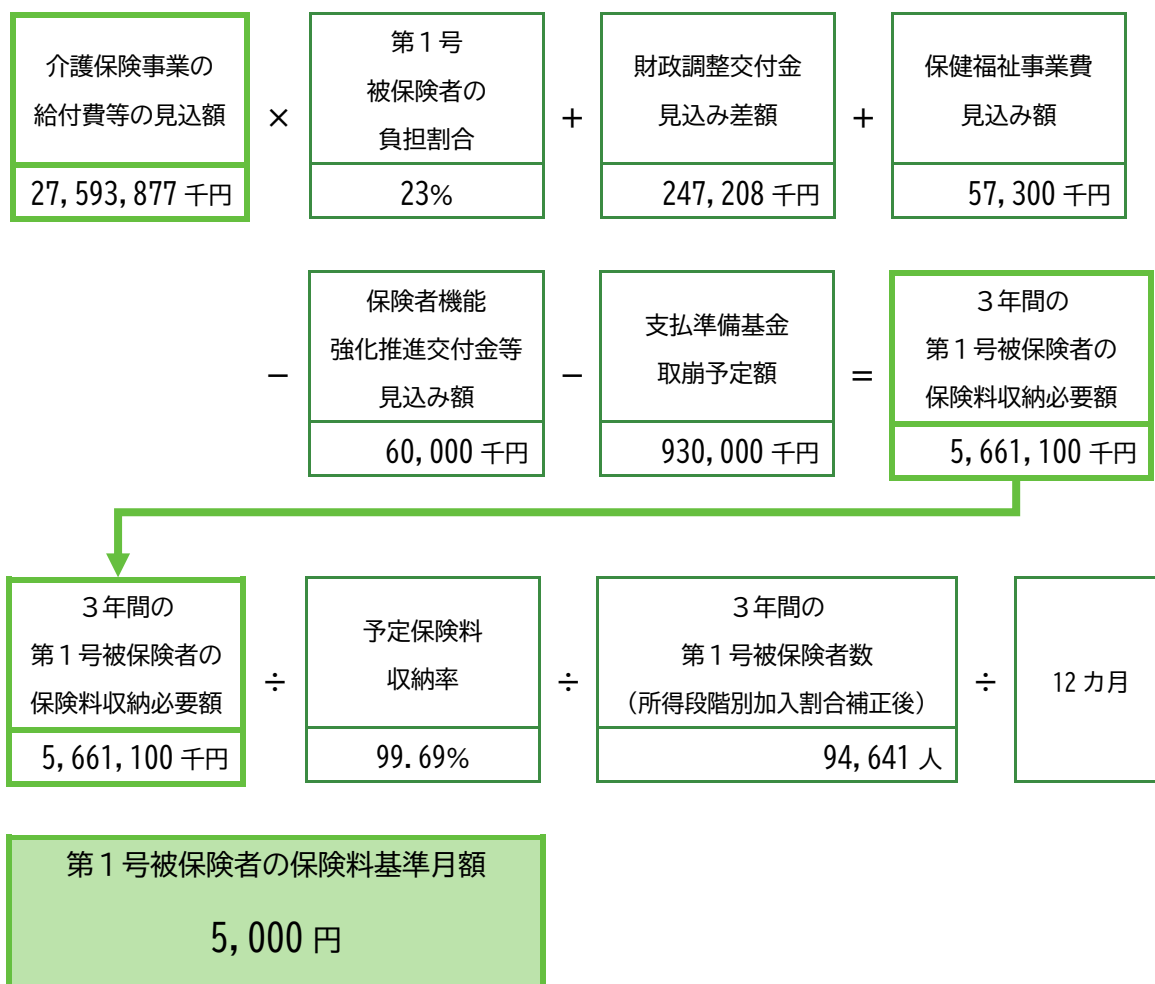 介護保険事業の
給付費等の見込額
27,593,877 千円
×
第1号
被保険者の
負担割合
23%
+
財政調整交付金
見込み差額
247,208 千円
+
保健福祉事業費
見込み額
57,300 千円
−
保険者機能
強化推進交付金等
見込み額
60,000 千円
−
支払準備基金
取崩予定額
930,000 千円
=
3年間の
第1号被保険者の
保険料収納必要額
5,661,100 千円
3年間の
第1号被保険者の
保険料収納必要額
5,661,100 千円
÷
予定保険料
収納率
99.69%
÷
3年間の
第1号被保険者数
(所得段階別加入割合補正後)
94,641 人
÷
12 カ月
第1号被保険者の保険料基準月額
5,000 円